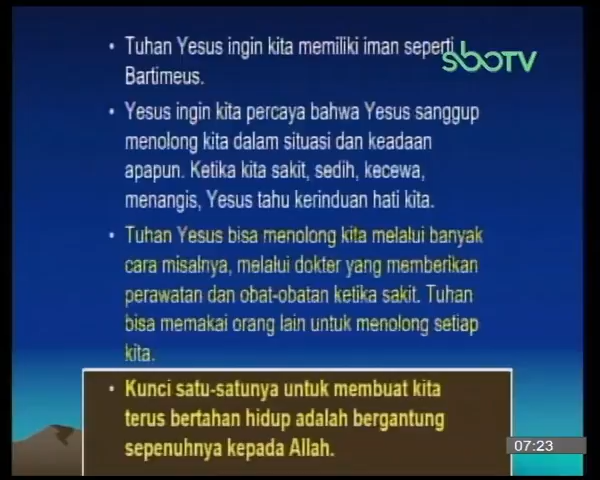 • Tuhan Yesus ingin kita memiliki iman seperti
Bartimeus.
sboTV
• Yesus ingin kita percaya bahwa Yesus sanggup
menolong kita dalam situasi dan keadaan
apapun. Ketika kita sakit, sedih, kecewa,
menangis, Yesus tahu kerinduan hati kita.
• Tuhan Yesus bisa menolong kita melalui banyak
cara misalnya, melalui dokter yang memberikan
perawatan dan obat-obatan ketika sakit. Tuhan
bisa memakai orang lain untuk menolong setiap
kita.
• Kunci satu-satunya untuk membuat kita
terus bertahan hidup adalah bergantung
sepenuhnya kepada Allah.
07:23